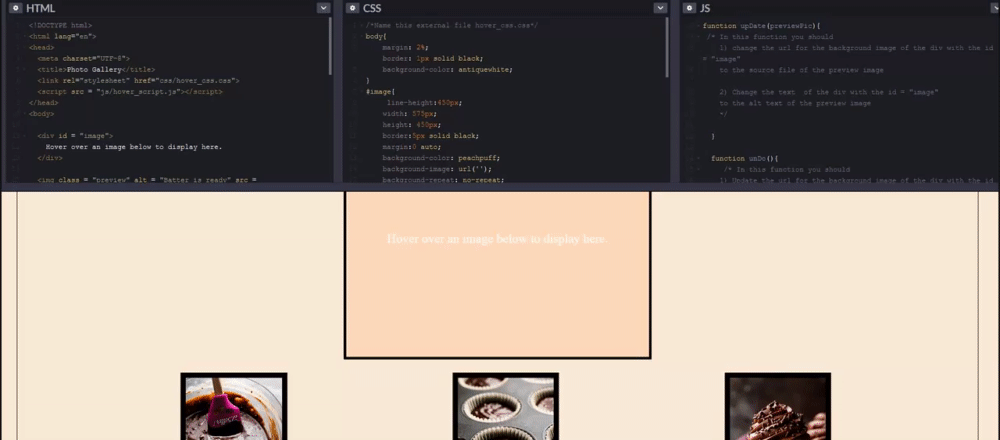 HTML
<!DOCTYPE html>
<html lang="en">
<head>
<meta charset="UTF-8">
<title>Photo Gallery</title>
<link rel="stylesheet" href="css/hover_css.css">
<script src = "js/hover_script.js"></script>
</head>
<body>
<div id = "image">
Hover over an image below to display here.
</div>
<img class = "preview" alt = "Batter is ready" src =
CSS
/*Name this external file hover_css.css*/
body{
margin: 2%;
border: 1px solid black;
background-color: antiquewhite;
}
#image{
line-height:450px;
width: 575px;
height: 450px;
border:5px solid black;
margin:0 auto;
background-color: peachpuff;
background-image: url('');
background-repeat: no-repeat;
JS
function upDate(previewPic){
/* In this function you should
1) change the url for the background image of the div with the id
= "image"
to the source file of the preview image
2) Change the text of the div with the id = "image"
to the alt text of the preview image
*/
}
function unDo(){
/* In this function you should
1) Update the url for the background image of the div with the id
Hover over an image below to display here.